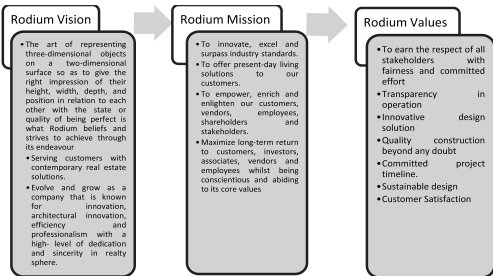 Rodium Vision
• The art of representing
three-dimensional objects
on a two-dimensional
surface so as to give the
right impression of their
height, width, depth, and
position in relation to each
other with the state or
quality of being perfect is
what Rodium beliefs and
strives to achieve through
its endeavour
• Serving customers with
contemporary real estate
solutions.
• Evolve and grow as a
company that is known
for innovation,
architectural innovation,
efficiency and
professionalism with a
high- level of dedication
and sincerity in realty
sphere.
Rodium Mission
• To innovate, excel and
surpass industry standards.
• To offer present-day living
solutions to our
customers.
• To empower, enrich and
enlighten our customers,
vendors, employees,
shareholders and
stakeholders.
• Maximize long-term return
to customers, investors,
associates, vendors and
employees whilst being
conscientious and abiding
to its core values
Rodium Values
• To earn the respect of all
stakeholders with
fairness and committed
effort
• Transparency in
operation
• Innovative design
solution
• Quality construction
beyond any doubt
• Committed project
timeline.
• Sustainable design
• Customer Satisfaction